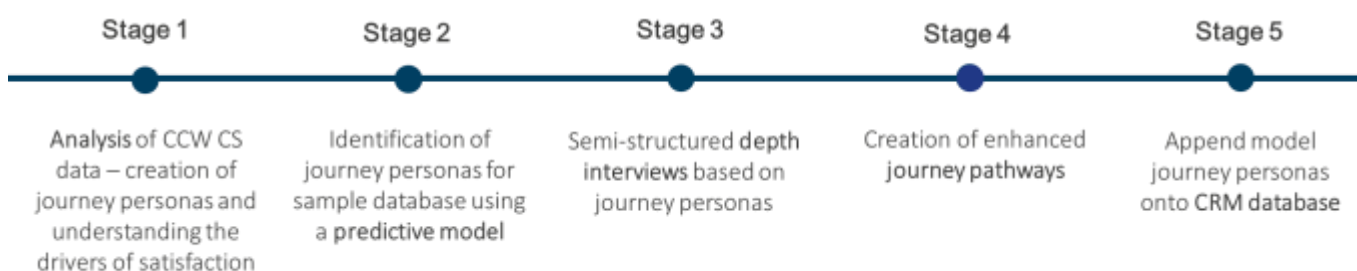 Stage 1
Stage 2
Stage 3
Stage 4
Stage 5
Analysis of CCW CS
data – creation of
journey personas and
understanding the
drivers of satisfaction
Identification of
journey personas for
sample database using
a predictive model
Semi-structured depth
interviews based on
journey personas
Creation of enhanced
journey pathways
Append model
journey personas
onto CRM database